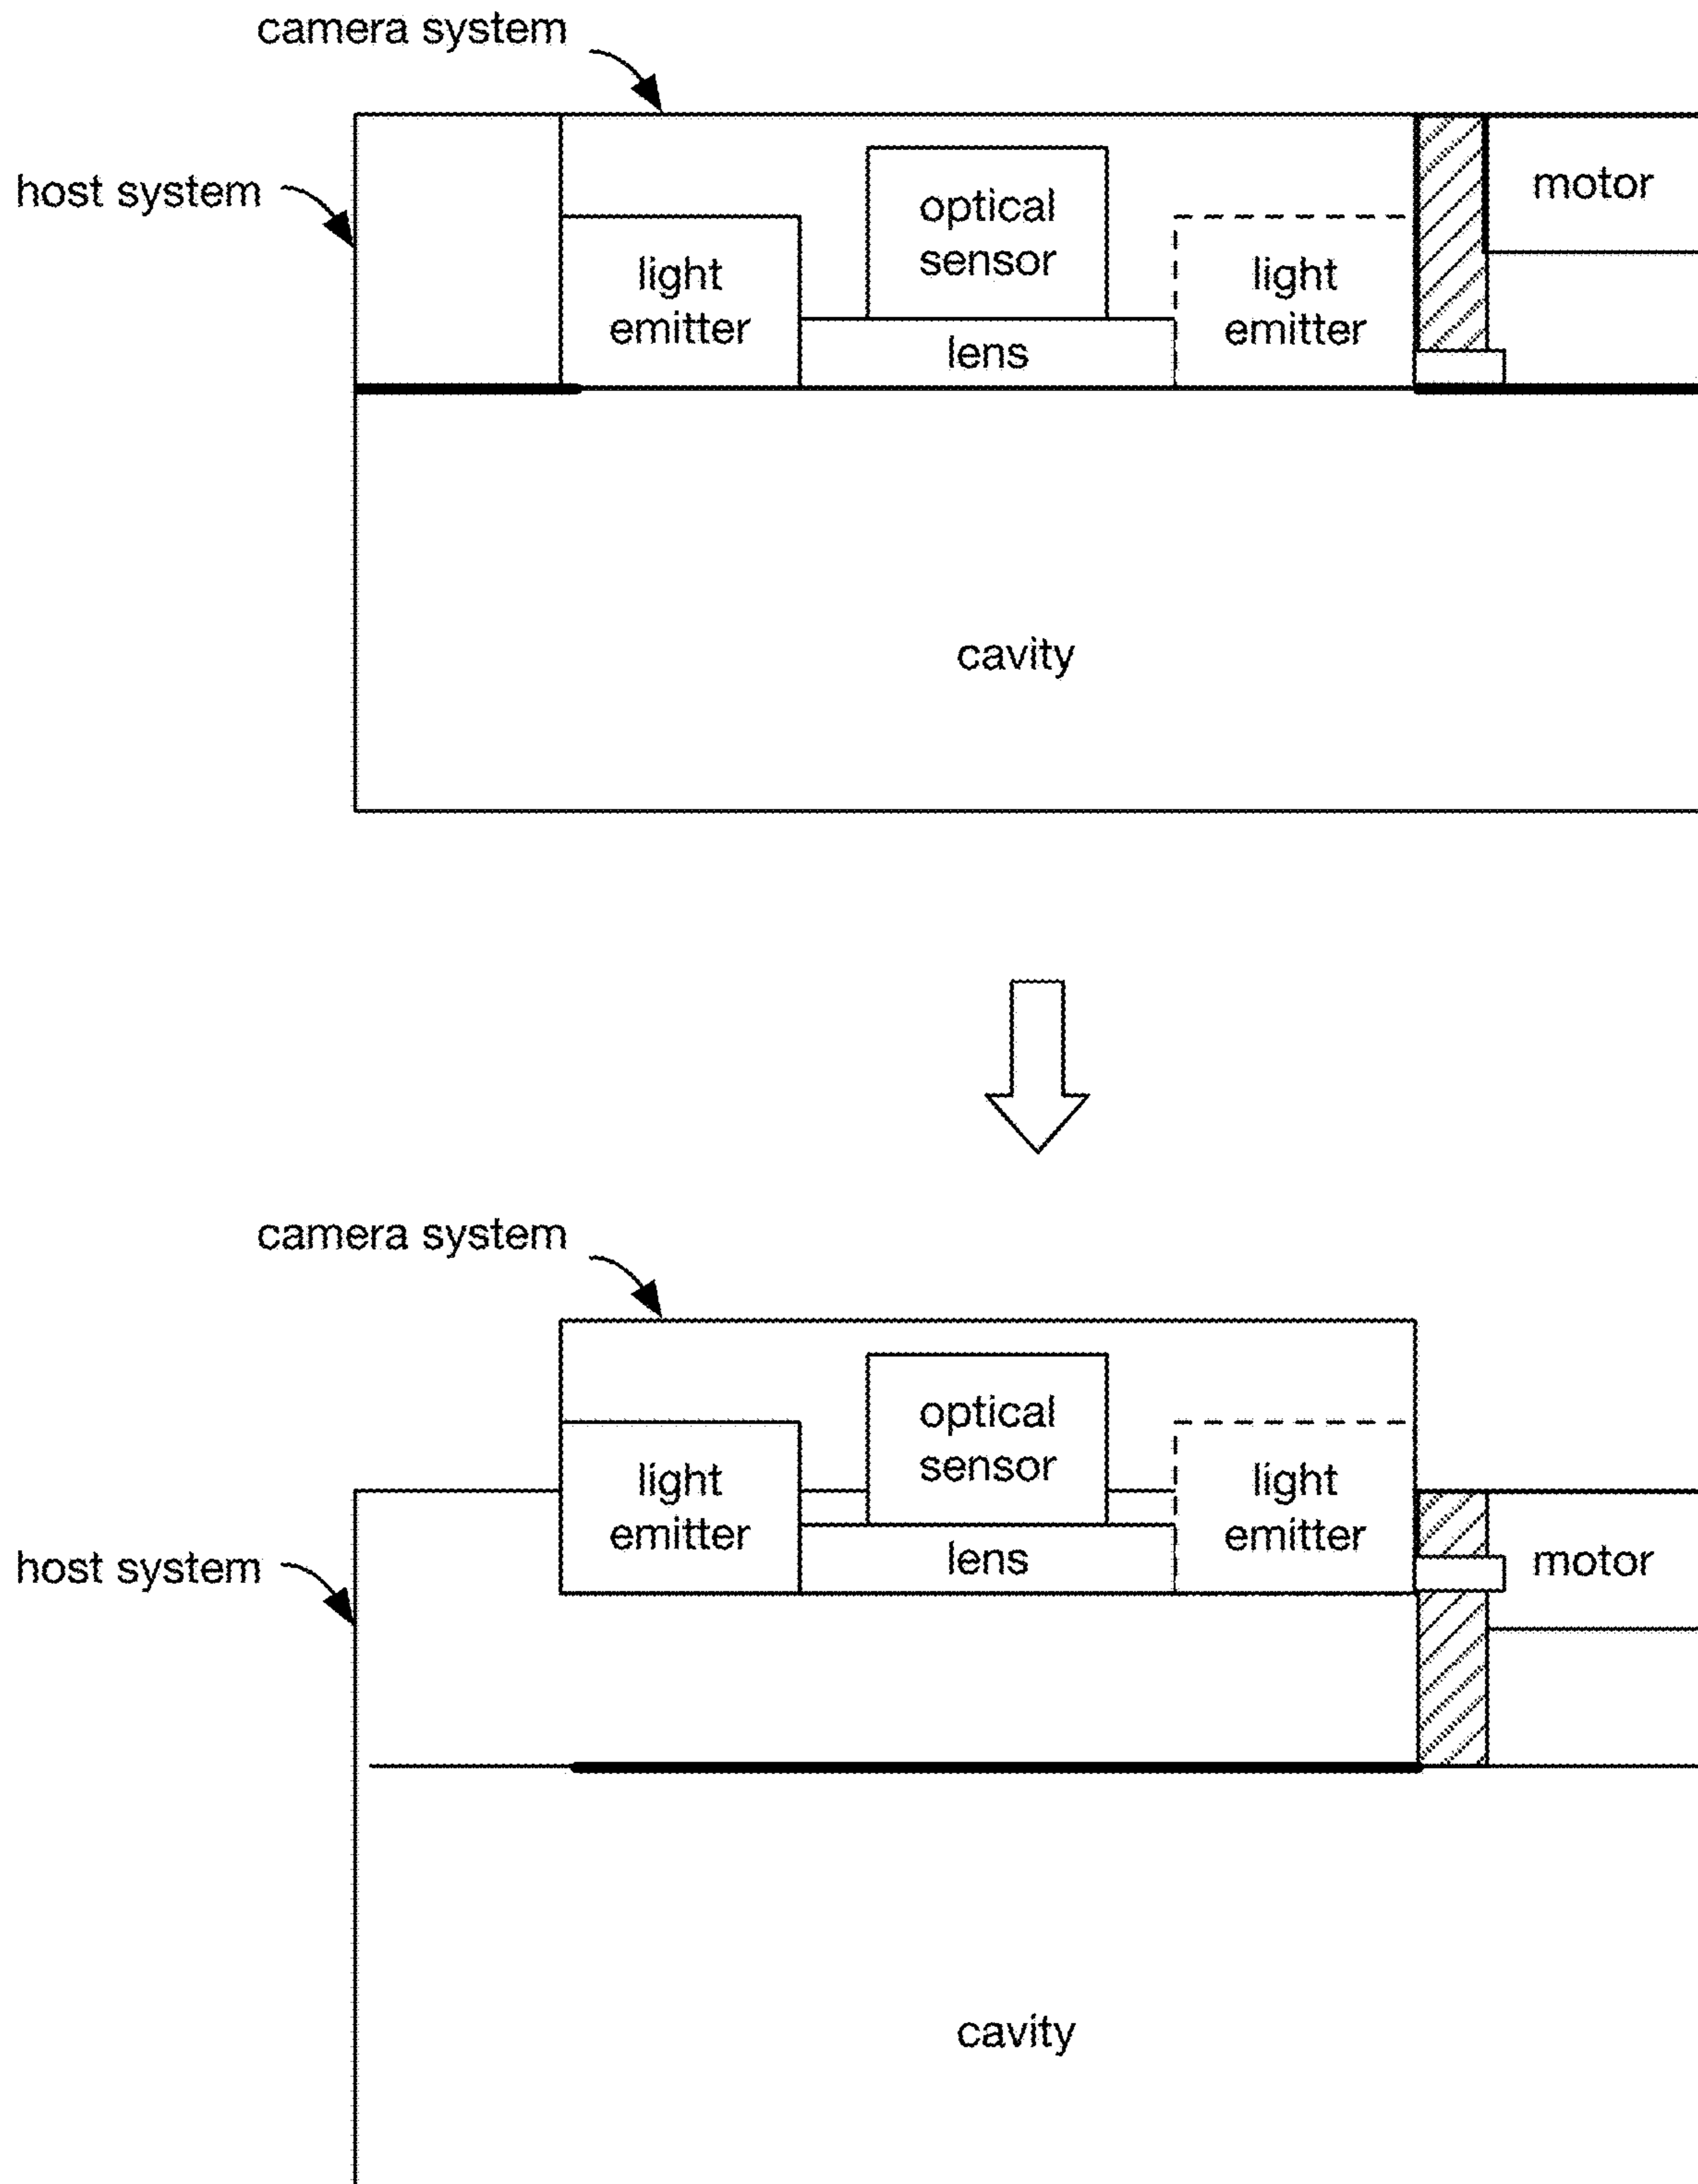 camera system
host system
optical
sensor
motor
light
emitter
light
emitter
lens
cavity
camera system
optical
sensor
light
emitter
light
emitter
lens
host system
motor
cavity